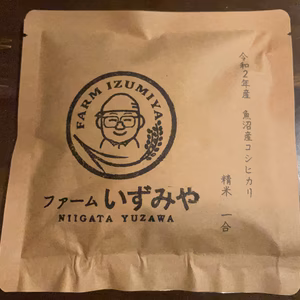 令和2年産 魚沼産コシヒカリ
精米 一合
FARM IZUMIYA
ファーム いずみや
NIIGATA YUZAWA